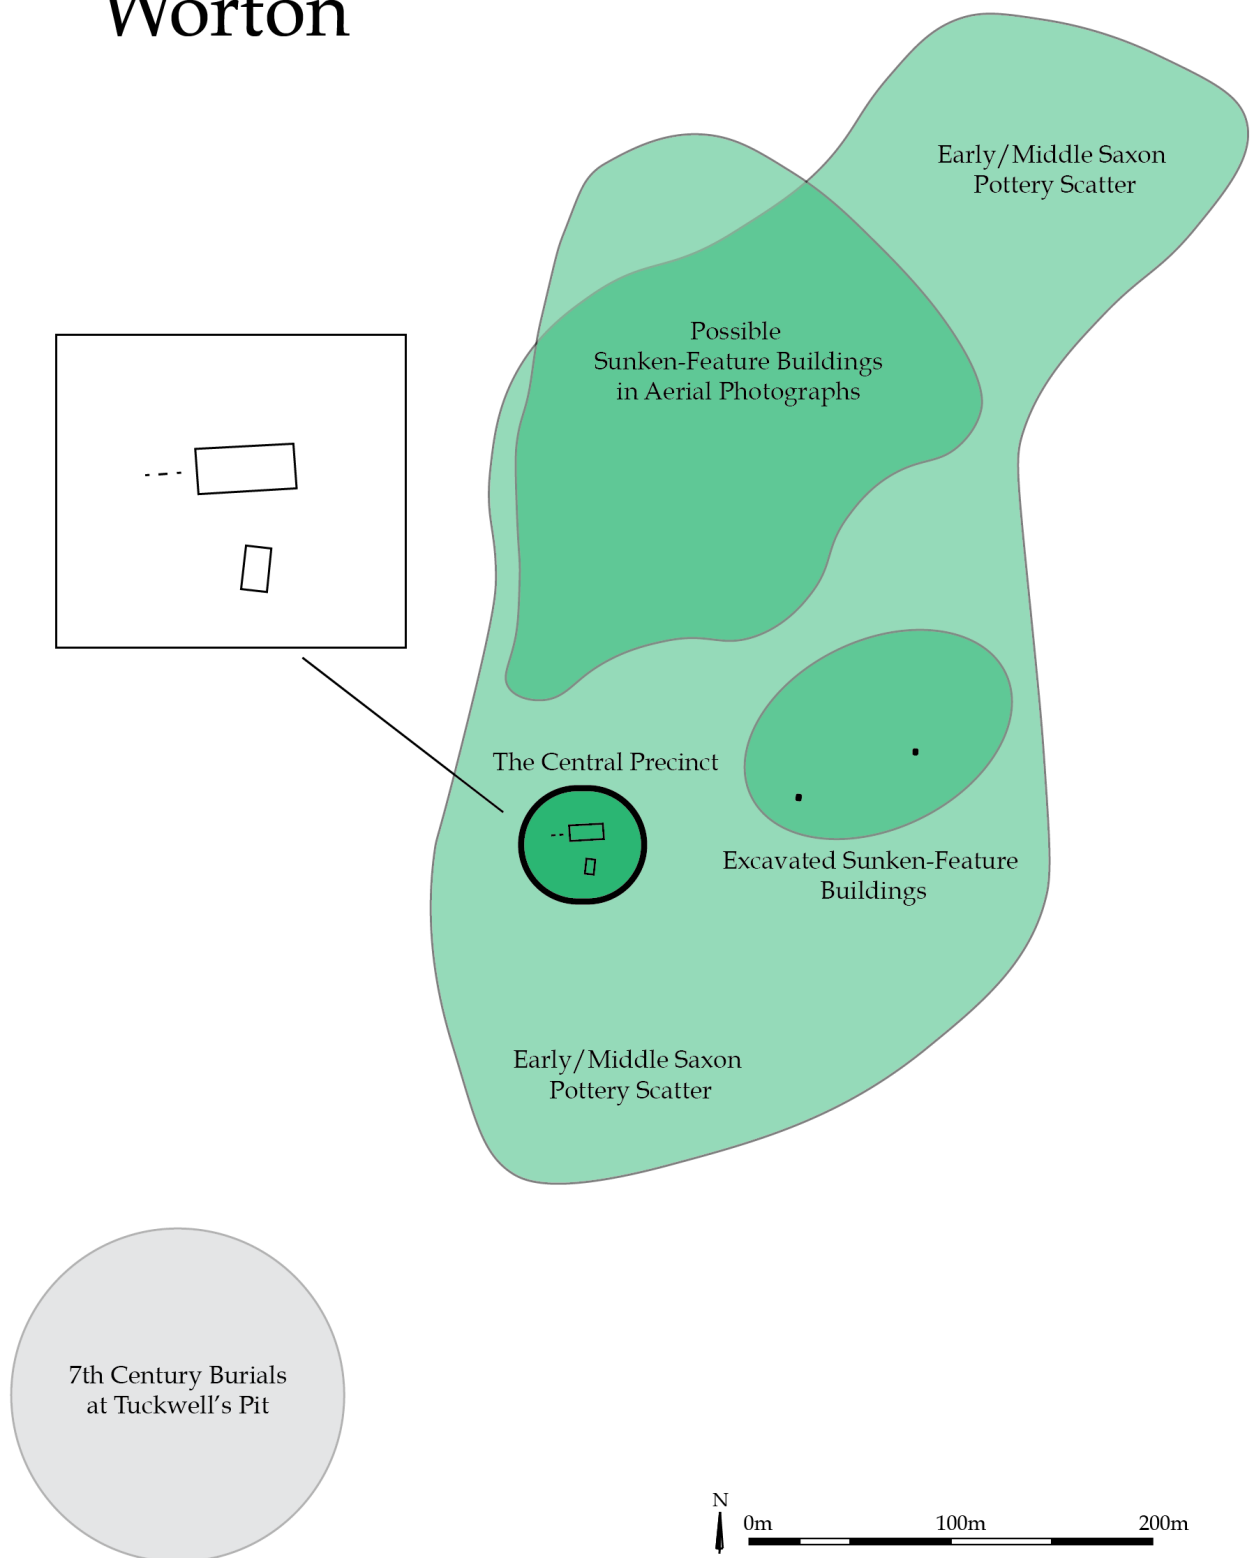 Worton
Early/Middle Saxon
Pottery Scatter
Possible
Sunken-Feature Buildings
in Aerial Photographs
The Central Precinct
Excavated Sunken-Feature
Buildings
Early/Middle Saxon
Pottery Scatter
7th Century Burials
at Tuckwell's Pit
N
0m 100m 200m